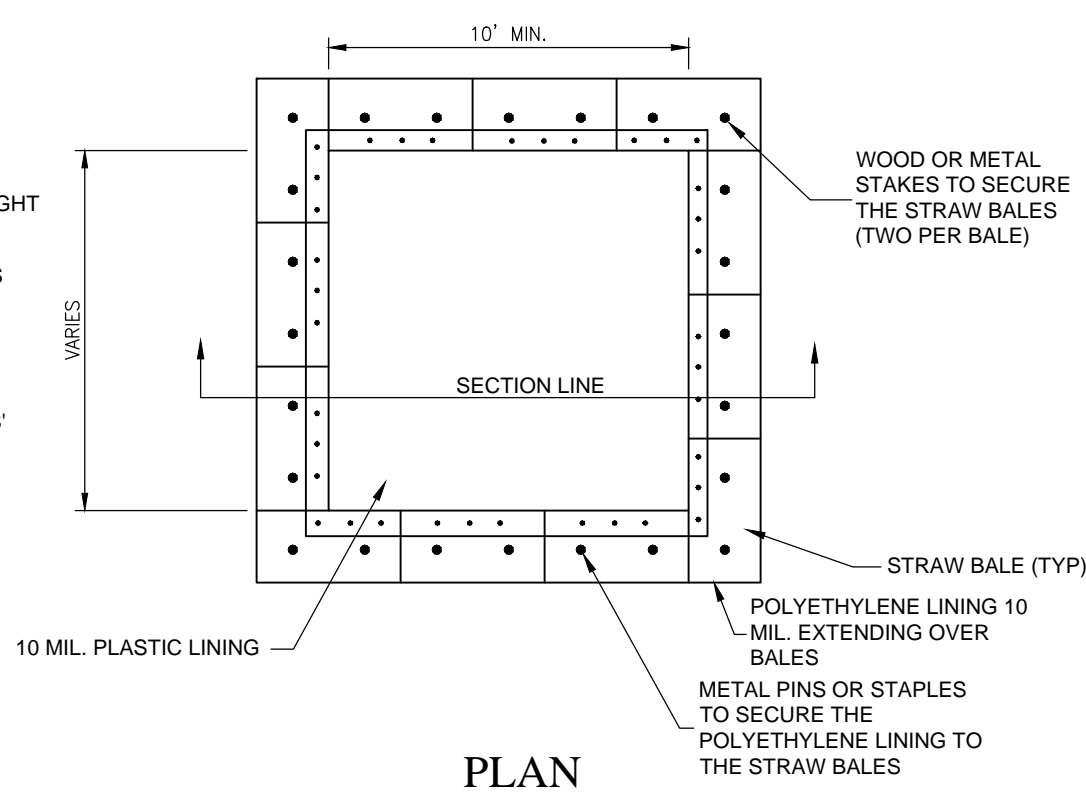 10' MIN.
VARIES
WOOD OR METAL
STAKES TO SECURE
THE STRAW BALES
(TWO PER BALE)
SECTION LINE
STRAW BALE (TYP)
POLYETHYLENE LINING 10
MIL. EXTENDING OVER
BALES
10 MIL. PLASTIC LINING
METAL PINS OR STAPLES
TO SECURE THE
POLYETHYLENE LINING TO
THE STRAW BALES
PLAN